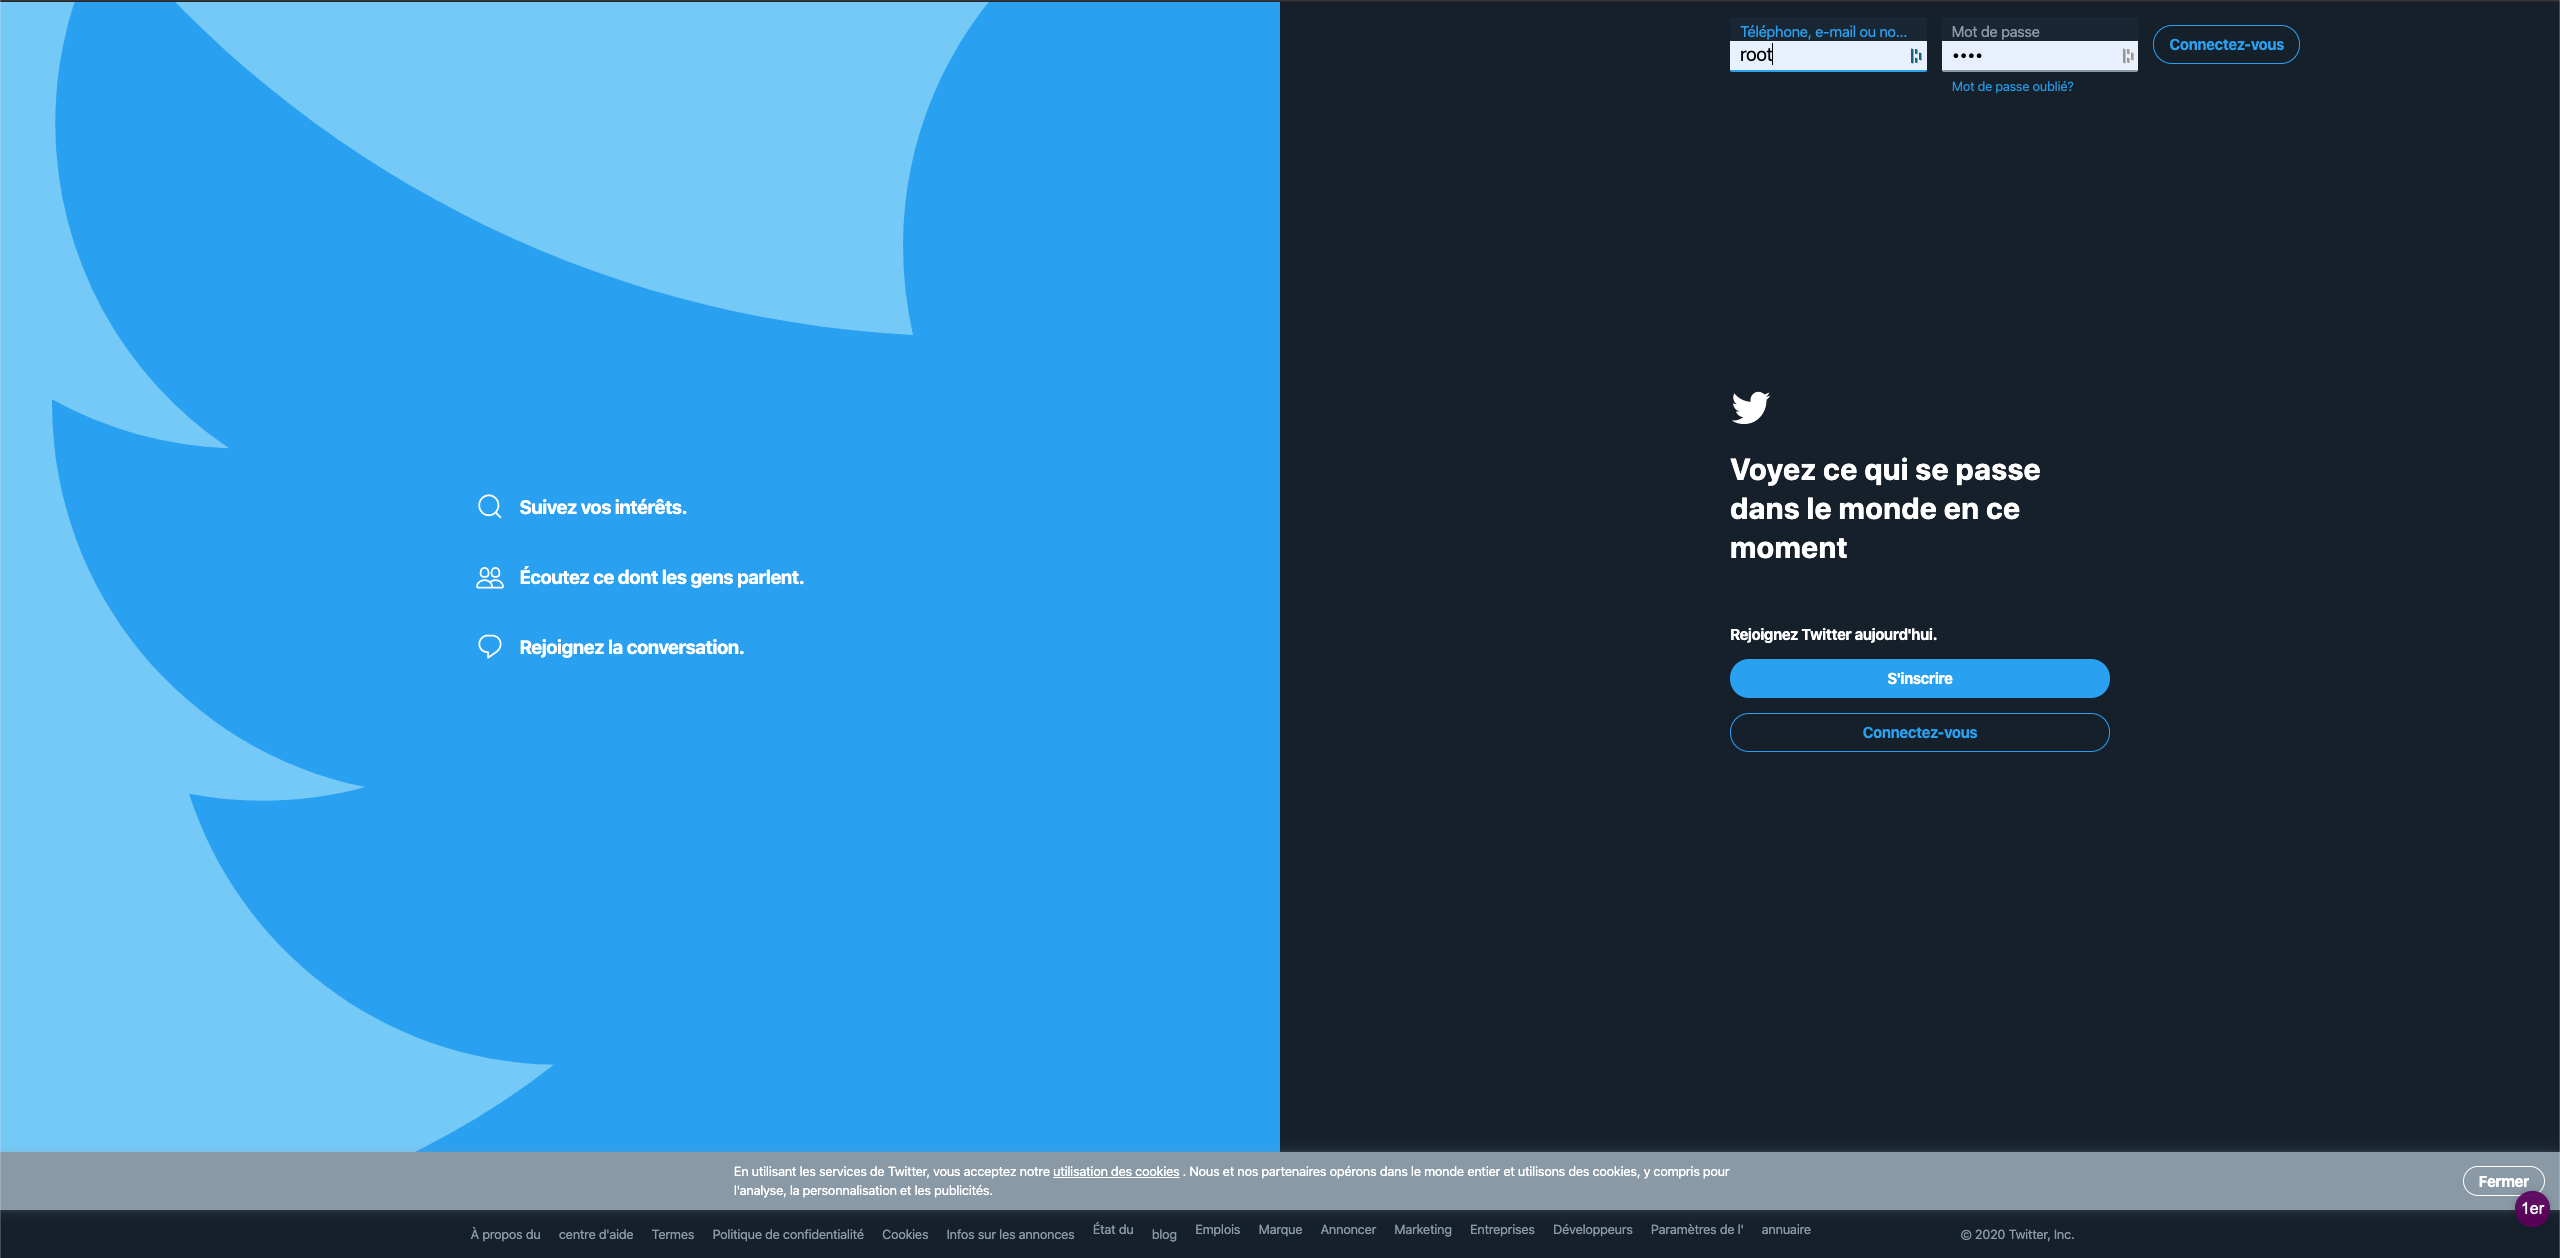 Téléphone, e-mail ou no...
root
Mot de passe
••••
Connectez-vous
Mot de passe oublié?
Suivez vos intérêts.
Écoutez ce dont les gens parlent.
Rejoignez la conversation.
Voyez ce qui se passe
dans le monde en ce
moment
Rejoignez Twitter aujourd'hui.
S'inscrire
Connectez-vous
En utilisant les services de Twitter, vous acceptez notre utilisation des cookies . Nous et nos partenaires opérons dans le monde entier et utilisons des cookies, y compris pour
l'analyse, la personnalisation et les publicités.
Fermer
1er
À propos du centre d'aide Termes Politique de confidentialité Cookies Infos sur les annonces État du blog Emplois Marque Annoncer Marketing Entreprises Développeurs Paramètres de l' annuaire © 2020 Twitter, Inc.